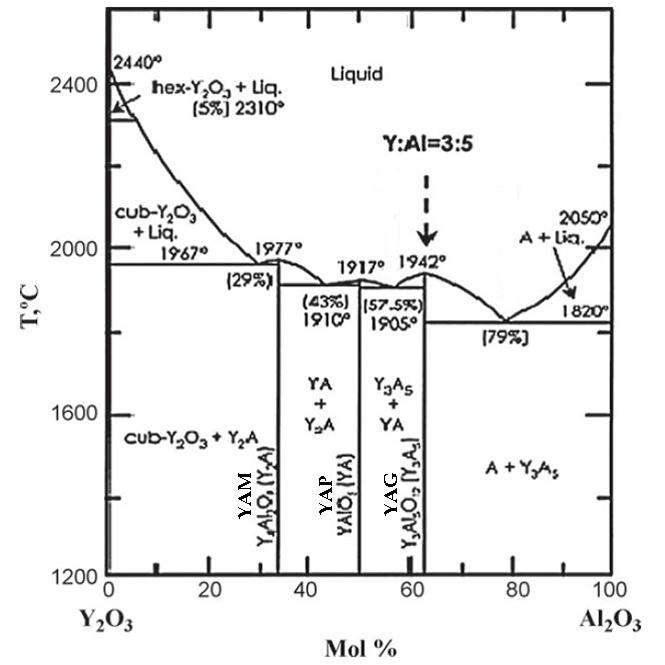 2440°
2400
hex-Y₂O₃ + Liq.
(5%) 2310°
Liquid
Y:Al=3:5
cub-Y₂O₃
+ Liq.
2050°
A + Liq.
2000
1967°
1977°
1917°
1942°
(29%)
(43%)
1910°
(57.5%)
1905°
1820°
(79%)
YA
+
Y₂A
Y₃A₅
+
YA
1600
cub-Y₂O₃ + Y₂A
A + Y₃A₅
YAM
Y₄Al₂O₉ (Y₂A)
YAP
YAlO₃ (YA)
YAG
Y₃Al₅O₁₂ (Y₃A₅)
1200
T,°C
0
20
40
60
80
100
Y₂O₃
Al₂O₃
Mol %